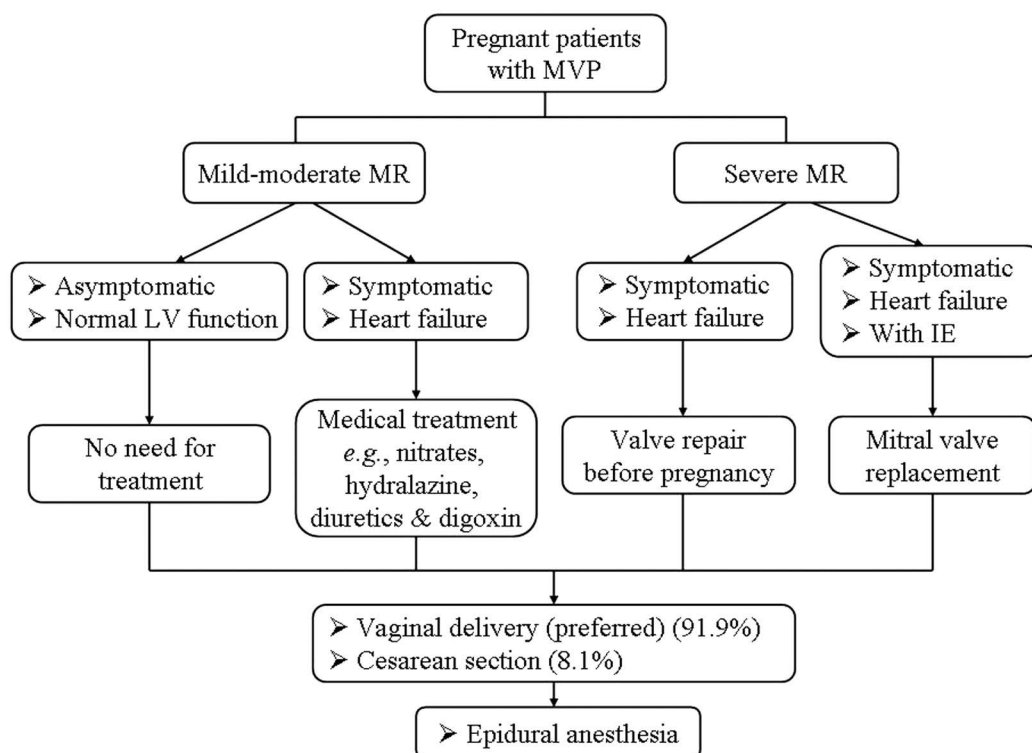 Pregnant patients
with MVP
Mild-moderate MR
Severe MR
➢ Asymptomatic
➢ Normal LV function
➢ Symptomatic
➢ Heart failure
➢ Symptomatic
➢ Heart failure
➢ Symptomatic
➢ Heart failure
➢ With IE
No need for
treatment
Medical treatment
e.g., nitrates,
hydralazine,
diuretics & digoxin
Valve repair
before pregnancy
Mitral valve
replacement
➢ Vaginal delivery (preferred) (91.9%)
➢ Cesarean section (8.1%)
➢ Epidural anesthesia